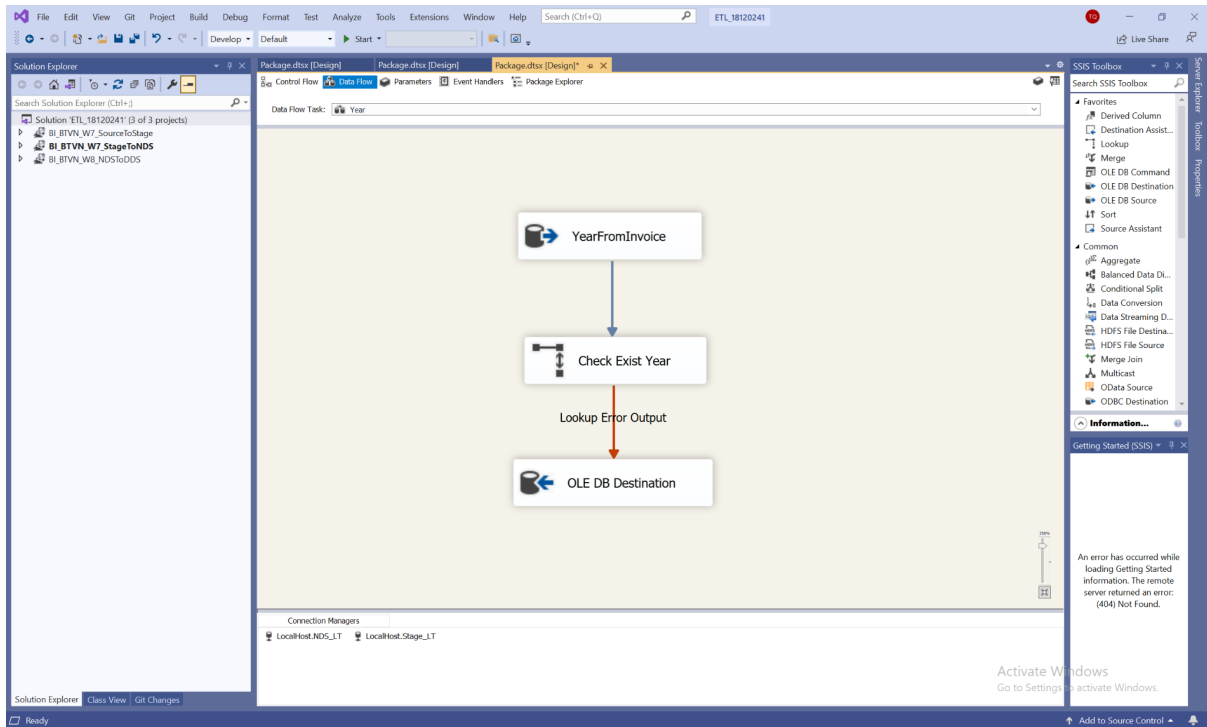 File Edit View Git Project Build Debug Format Test Analyze Tools Extensions Window Help Search (Ctrl+Q) ETL_18120241 TQ
Develop Default Start Live Share
Solution Explorer
Search Solution Explorer (Ctrl+;)
Solution 'ETL_18120241' (3 of 3 projects)
BI_BTVN_W7_SourceToStage
BI_BTVN_W7_StageToNDS
BI_BTVN_W8_NDSToDDS
Solution Explorer Class View Git Changes
Package.dtsx [Design] Package.dtsx [Design] Package.dtsx [Design]*
Control Flow Data Flow Parameters Event Handlers Package Explorer
Data Flow Task: Year
YearFromInvoice
Check Exist Year
Lookup Error Output
OLE DB Destination
Connection Managers
LocalHost.NDS_LT LocalHost.Stage_LT
SSIS Toolbox
Search SSIS Toolbox
Favorites
Derived Column
Destination Assist...
Lookup
Merge
OLE DB Command
OLE DB Destination
OLE DB Source
Sort
Source Assistant
Common
Aggregate
Balanced Data Di...
Conditional Split
Data Conversion
Data Streaming D...
HDFS File Destina...
HDFS File Source
Merge Join
Multicast
OData Source
ODBC Destination
Information...
Getting Started (SSIS)
An error has occurred while
loading Getting Started
information. The remote
server returned an error:
(404) Not Found.
Server Explorer
Toolbox
Properties
Activate Windows
Go to Settings to activate Windows.
Ready
Add to Source Control